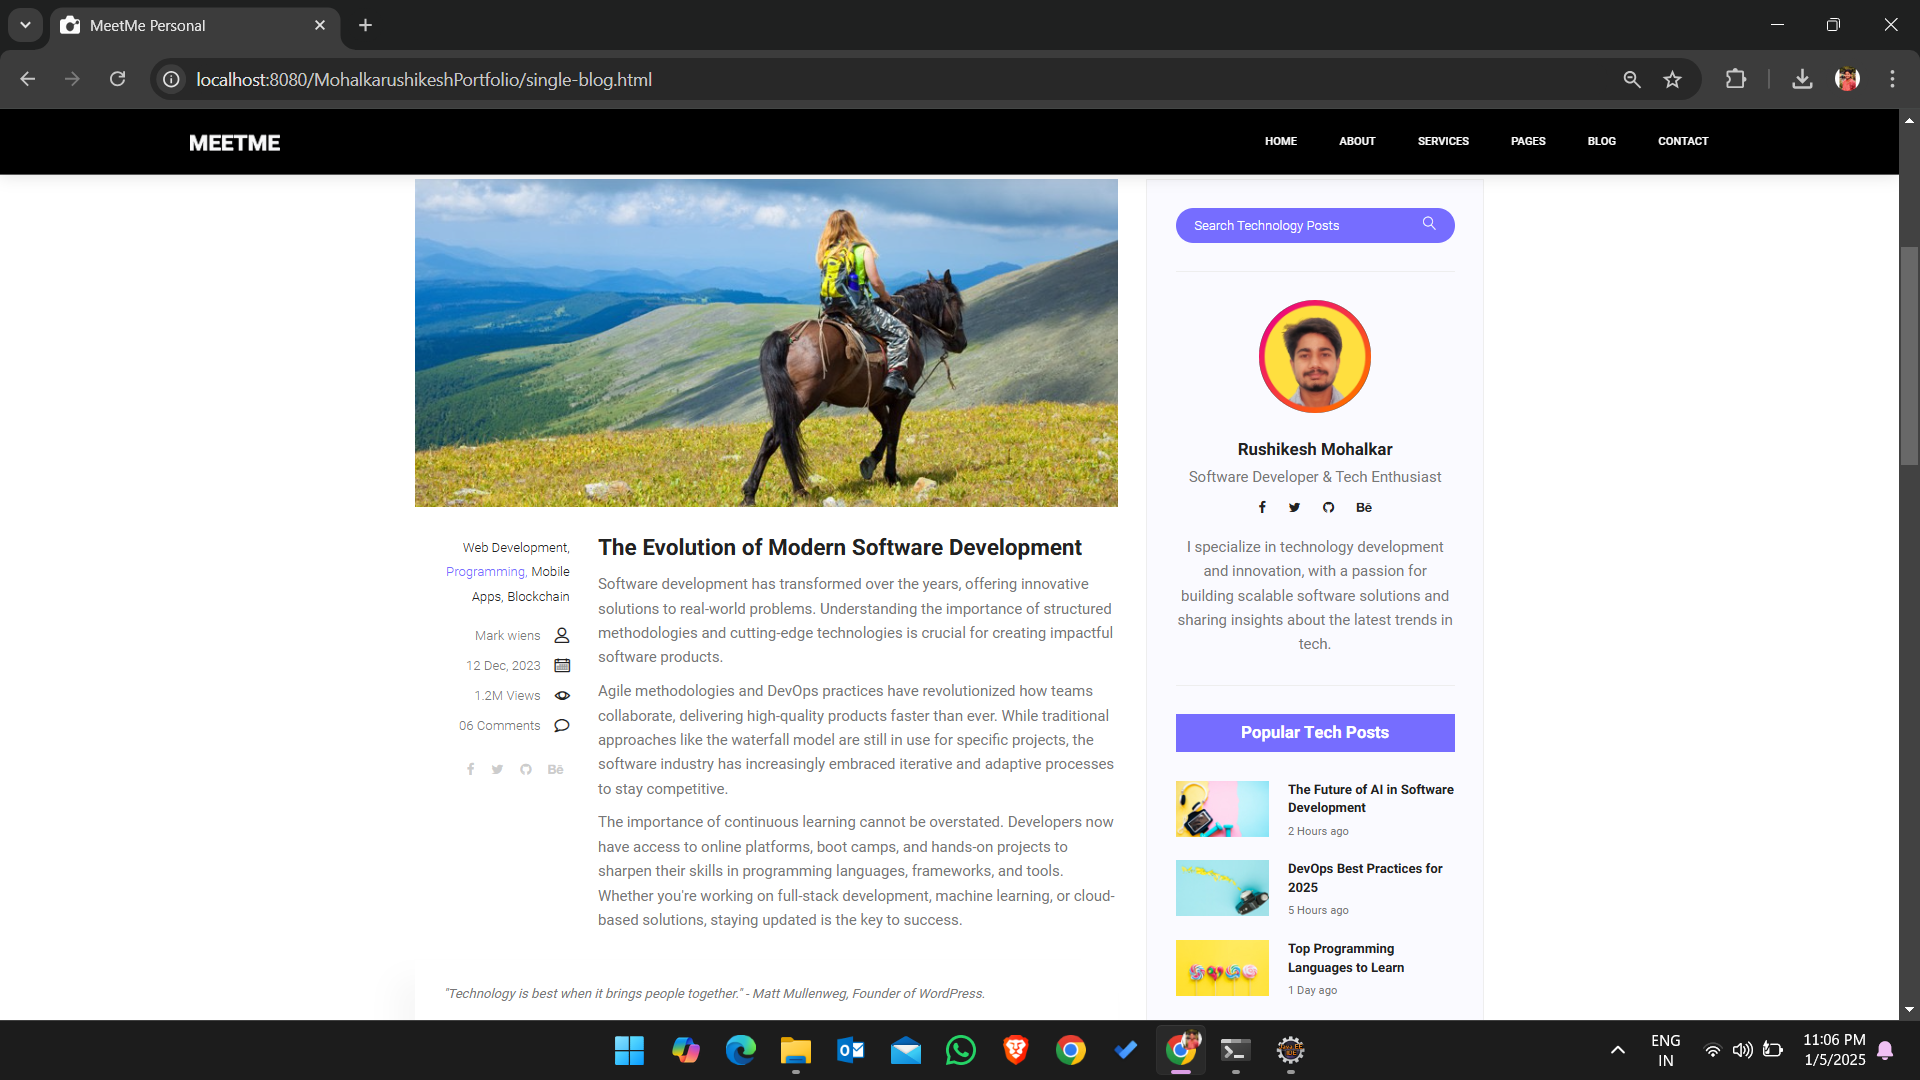 MeetMe Personal
localhost:8080/MohalkarushikeshPortfolio/single-blog.html
MEETME
HOME ABOUT SERVICES PAGES BLOG CONTACT
Web Development,
Programming, Mobile
Apps, Blockchain
Mark wiens
12 Dec, 2023
1.2M Views
06 Comments
Bē
The Evolution of Modern Software Development
Software development has transformed over the years, offering innovative
solutions to real-world problems. Understanding the importance of structured
methodologies and cutting-edge technologies is crucial for creating impactful
software products.
Agile methodologies and DevOps practices have revolutionized how teams
collaborate, delivering high-quality products faster than ever. While traditional
approaches like the waterfall model are still in use for specific projects, the
software industry has increasingly embraced iterative and adaptive processes
to stay competitive.
The importance of continuous learning cannot be overstated. Developers now
have access to online platforms, boot camps, and hands-on projects to
sharpen their skills in programming languages, frameworks, and tools.
Whether you're working on full-stack development, machine learning, or cloud-
based solutions, staying updated is the key to success.
"Technology is best when it brings people together." - Matt Mullenweg, Founder of WordPress.
Search Technology Posts
Rushikesh Mohalkar
Software Developer & Tech Enthusiast
Bē
I specialize in technology development
and innovation, with a passion for
building scalable software solutions and
sharing insights about the latest trends in
tech.
Popular Tech Posts
The Future of AI in Software
Development
2 Hours ago
DevOps Best Practices for
2025
5 Hours ago
Top Programming
Languages to Learn
1 Day ago
ENG
IN
11:06 PM
1/5/2025